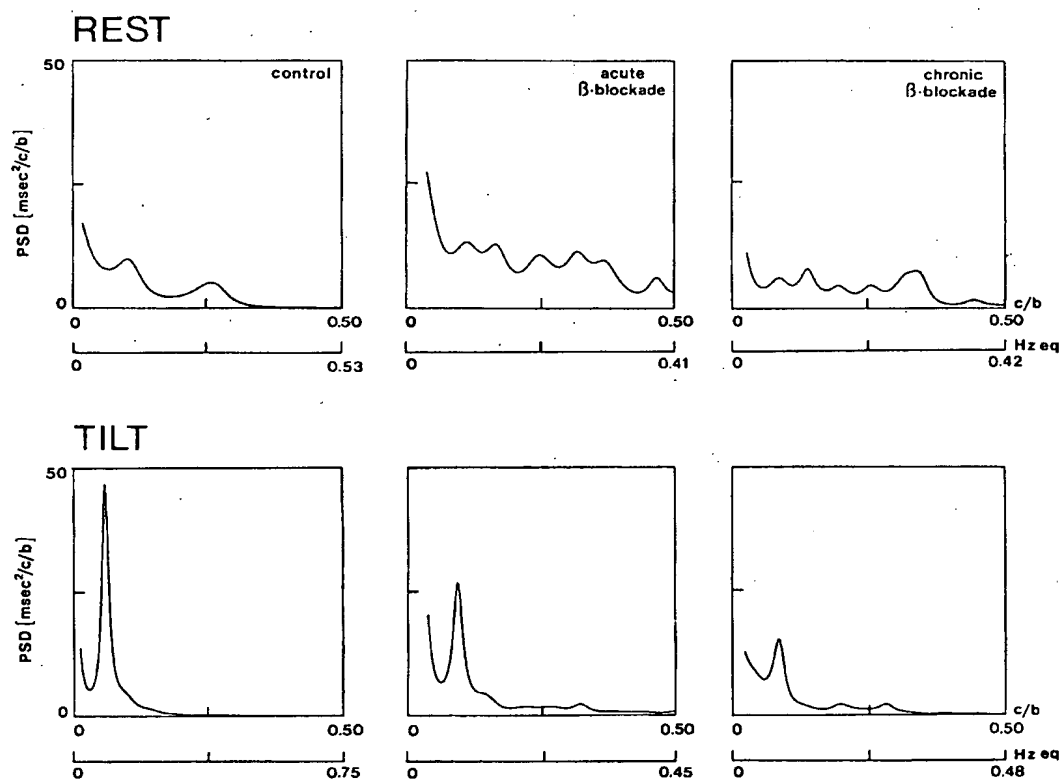 REST
50
control
acute
β-blockade
chronic
β-blockade
PSD [msec²/c/b]
0
0
0.50
0
0.50
0
0.50
c/b
0
0.53
0
0.41
0
0.42
Hz eq
TILT
50
PSD [msec²/c/b]
0
0
0.50
0
0.50
0
0.50
c/b
0
0.75
0
0.45
0
0.48
Hz eq